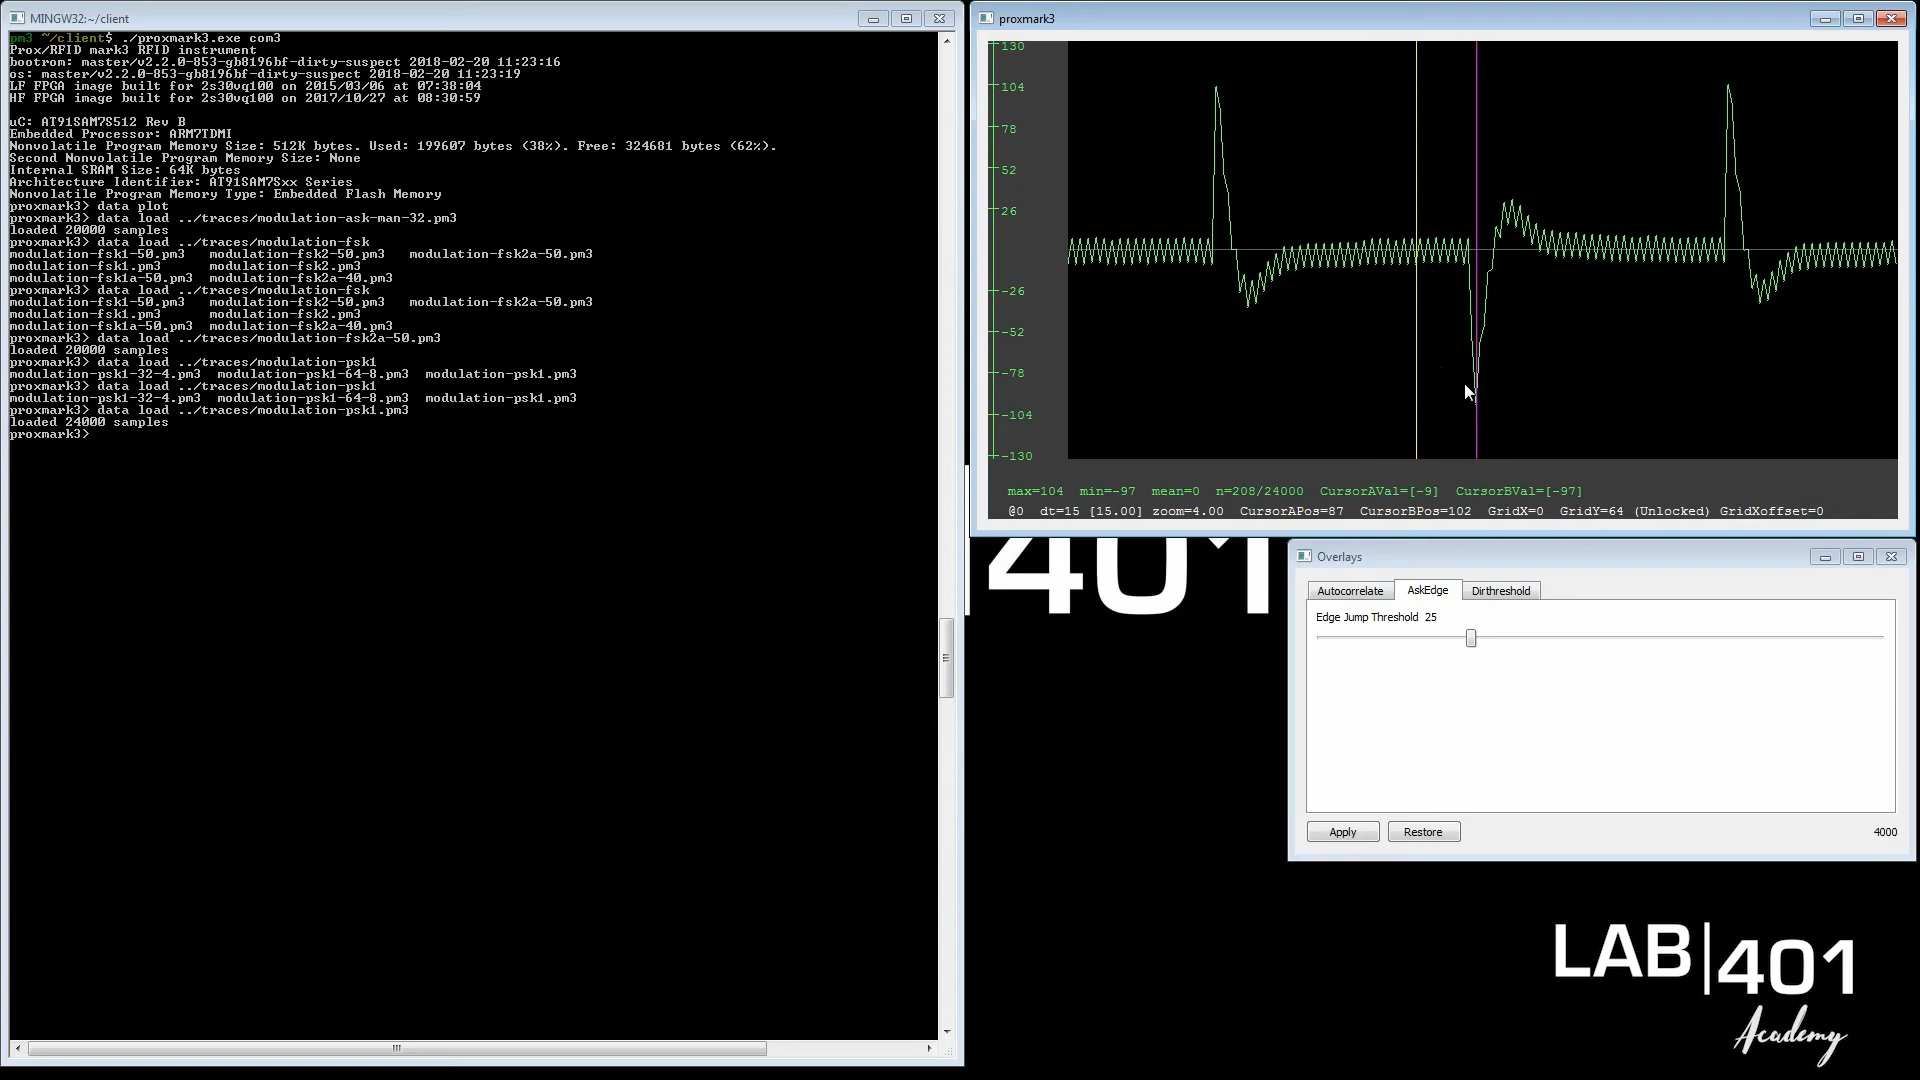 MINGW32:~/client
pm3 ~/client$ ./proxmark3.exe com3
Prox/RFID mark3 RFID instrument
bootrom: master/v2.2.0-853-gb8196bf-dirty-suspect 2018-02-20 11:23:16
os: master/v2.2.0-853-gb8196bf-dirty-suspect 2018-02-20 11:23:19
LF FPGA image built for 2s30vq100 on 2015/03/06 at 07:38:04
HF FPGA image built for 2s30vq100 on 2017/10/27 at 08:30:59
uC: AT91SAM7S512 Rev B
Embedded Processor: ARM7TDMI
Nonvolatile Program Memory Size: 512K bytes. Used: 199607 bytes (38%). Free: 324681 bytes (62%).
Second Nonvolatile Program Memory Size: None
Internal SRAM Size: 64K bytes
Architecture Identifier: AT91SAM7Sxx Series
Nonvolatile Program Memory Type: Embedded Flash Memory
proxmark3> data plot
proxmark3> data load ../traces/modulation-ask-man-32.pm3
loaded 20000 samples
proxmark3> data load ../traces/modulation-fsk
modulation-fsk1-50.pm3 modulation-fsk2-50.pm3 modulation-fsk2a-50.pm3
modulation-fsk1.pm3 modulation-fsk2.pm3
modulation-fsk1a-50.pm3 modulation-fsk2a-40.pm3
proxmark3> data load ../traces/modulation-fsk
modulation-fsk1-50.pm3 modulation-fsk2-50.pm3 modulation-fsk2a-50.pm3
modulation-fsk1.pm3 modulation-fsk2.pm3
modulation-fsk1a-50.pm3 modulation-fsk2a-40.pm3
proxmark3> data load ../traces/modulation-fsk2a-50.pm3
loaded 20000 samples
proxmark3> data load ../traces/modulation-psk1
modulation-psk1-32-4.pm3 modulation-psk1-64-8.pm3 modulation-psk1.pm3
proxmark3> data load ../traces/modulation-psk1
modulation-psk1-32-4.pm3 modulation-psk1-64-8.pm3 modulation-psk1.pm3
proxmark3> data load ../traces/modulation-psk1.pm3
loaded 24000 samples
proxmark3>
proxmark3
130
104
78
52
26
-26
-52
-78
-104
-130
max=104 min=-97 mean=0 n=208/24000 CursorAVal=[-9] CursorBVal=[-97]
@0 dt=15 [15.00] zoom=4.00 CursorAPos=87 CursorBPos=102 GridX=0 GridY=64 (Unlocked) GridXoffset=0
401
Overlays
Autocorrelate AskEdge Dirthreshold
Edge Jump Threshold 25
Apply Restore 4000
LAB|401
Academy